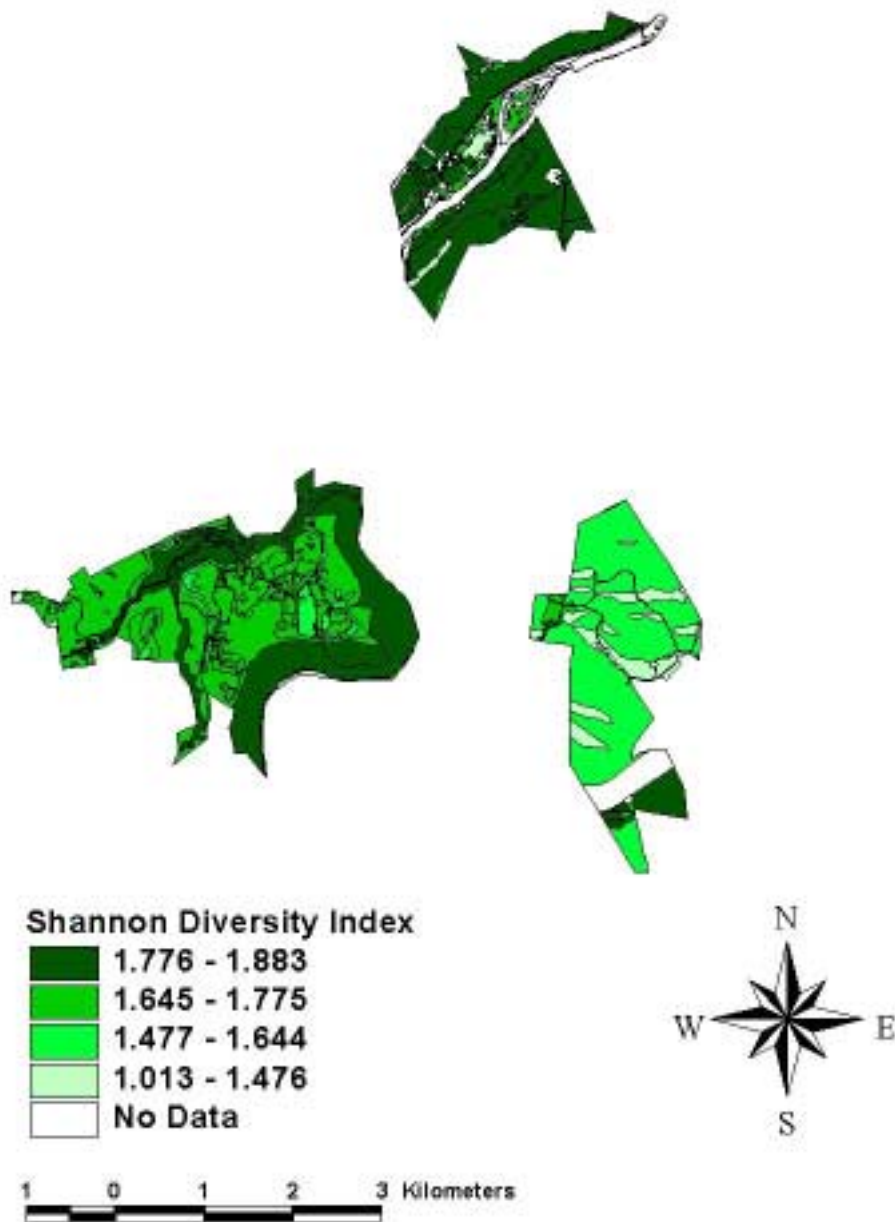 Shannon Diversity Index
1.776 - 1.883
1.645 - 1.775
1.477 - 1.644
1.013 - 1.476
No Data
N
W E
S
1 0 1 2 3 Kilometers